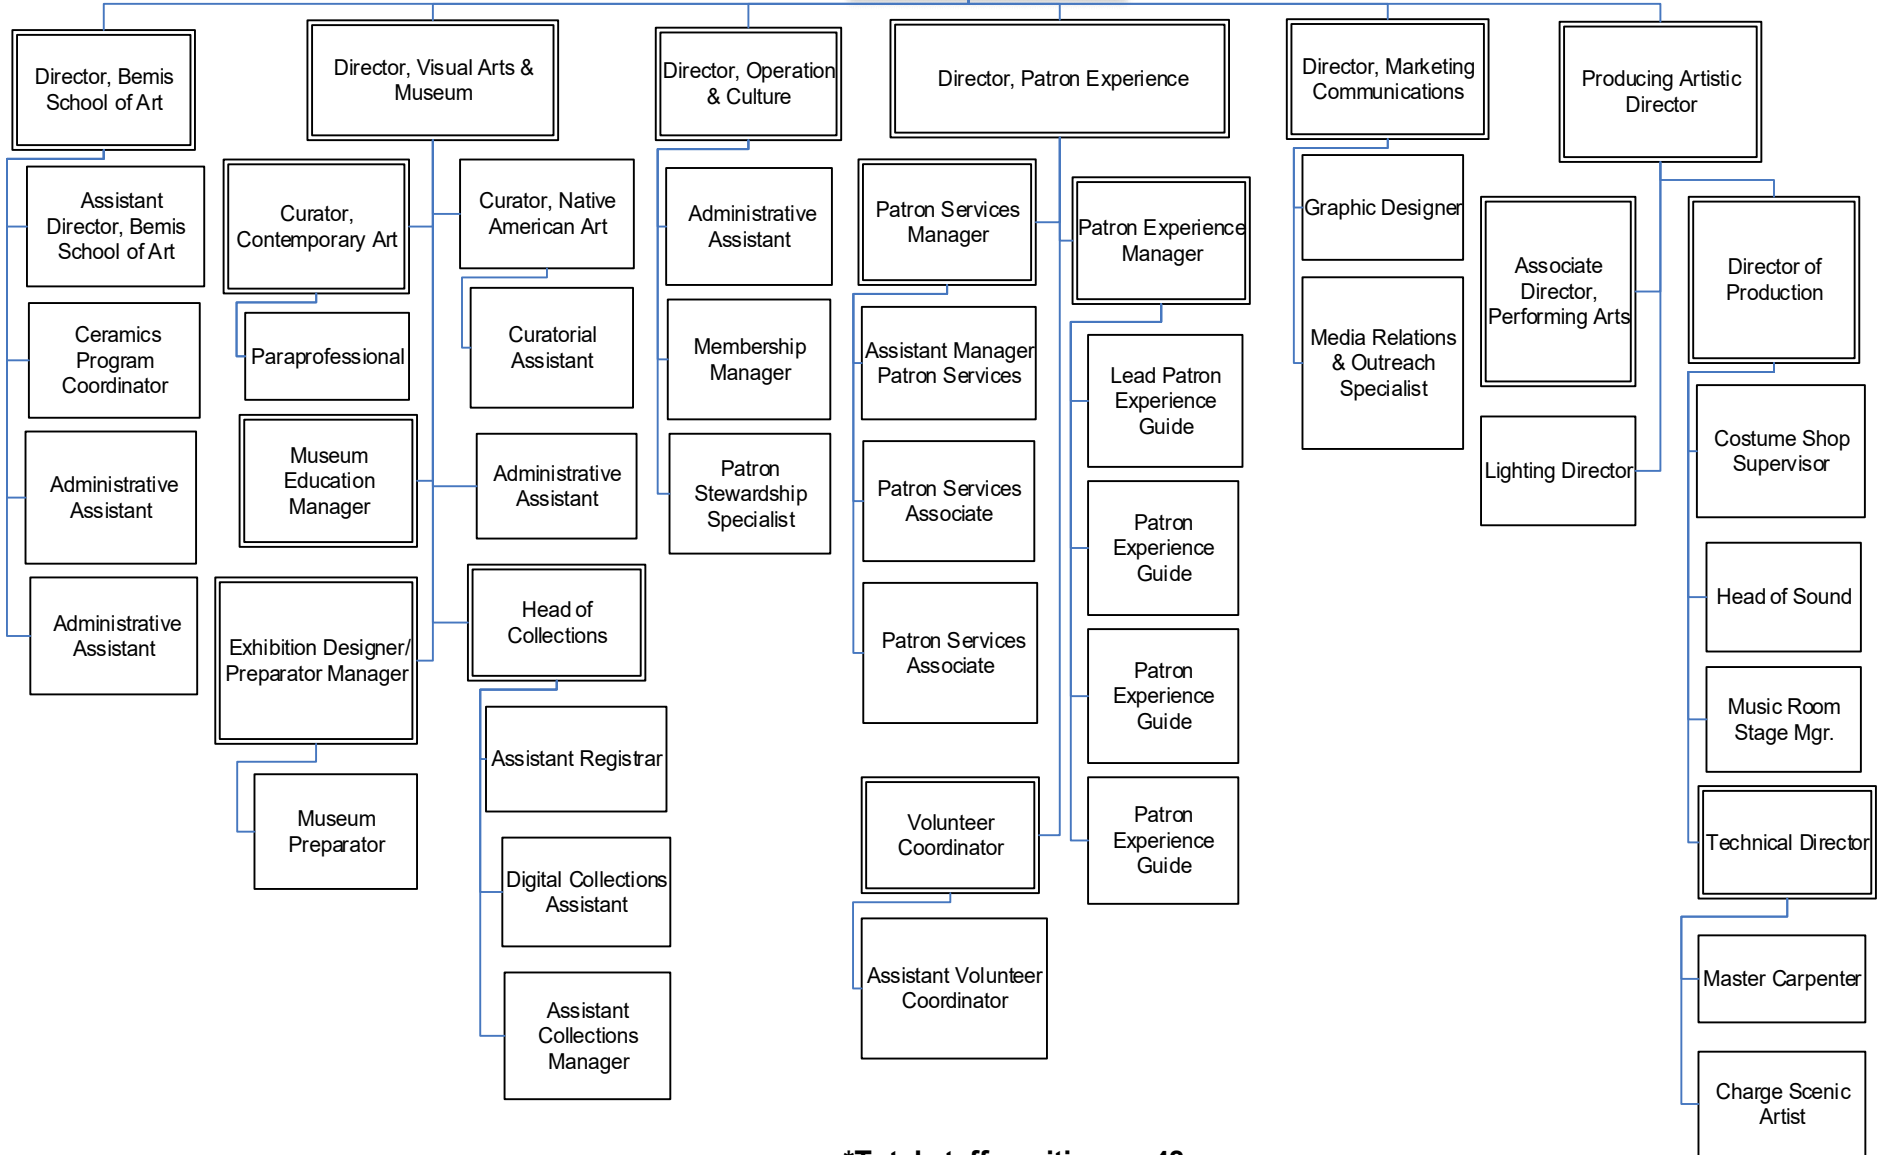 Director, Bemis
School of Art
Assistant
Director, Bemis
School of Art
Ceramics
Program
Coordinator
Administrative
Assistant
Administrative
Assistant
Director, Visual Arts &
Museum
Curator,
Contemporary Art
Paraprofessional
Museum
Education
Manager
Exhibition Designer/
Preparator Manager
Museum
Preparator
Curator, Native
American Art
Curatorial
Assistant
Administrative
Assistant
Head of
Collections
Assistant Registrar
Digital Collections
Assistant
Assistant
Collections
Manager
Director, Operation
& Culture
Administrative
Assistant
Membership
Manager
Patron
Stewardship
Specialist
Director, Patron Experience
Patron Services
Manager
Assistant Manager
Patron Services
Patron Services
Associate
Patron Services
Associate
Volunteer
Coordinator
Assistant Volunteer
Coordinator
Patron Experience
Manager
Lead Patron
Experience
Guide
Patron
Experience
Guide
Patron
Experience
Guide
Patron
Experience
Guide
Director, Marketing
Communications
Graphic Designer
Media Relations
& Outreach
Specialist
Producing Artistic
Director
Associate
Director,
Performing Arts
Lighting Director
Director of
Production
Costume Shop
Supervisor
Head of Sound
Music Room
Stage Mgr.
Technical Director
Master Carpenter
Charge Scenic
Artist